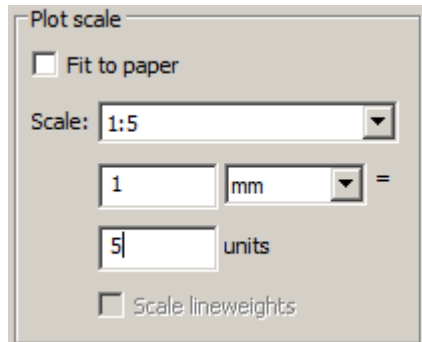 Plot scale
Fit to paper
Scale: 1:5
1 mm =
5 units
Scale lineweights